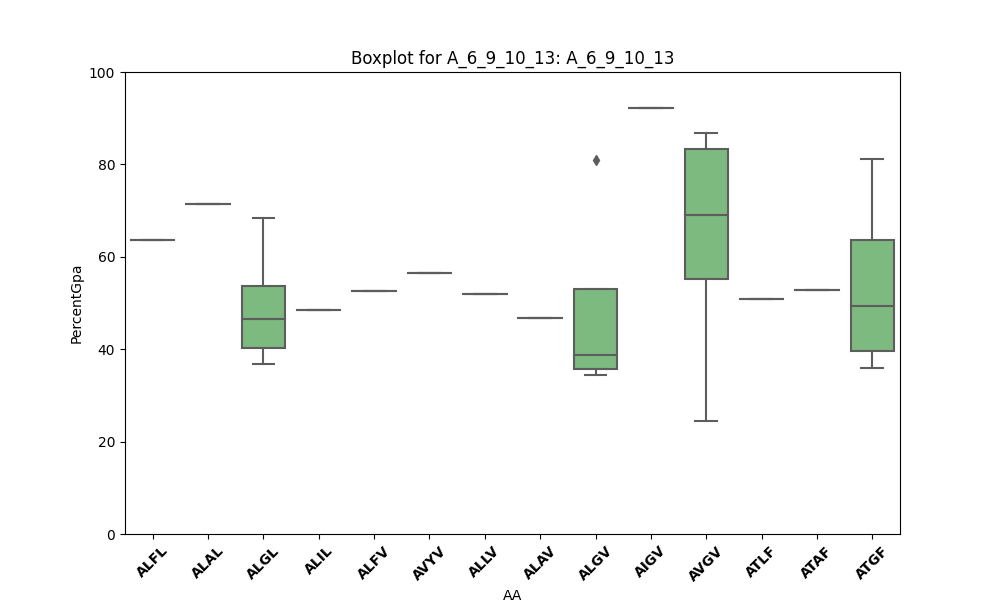 Boxplot for A_6_9_10_13: A_6_9_10_13
100
80
60
40
20
0
PercentGpa
ALFL ALAL ALGL ALIL ALFV AVYV ALLV ALAV ALGV AIGV AVGV ATLF ATAF ATGF
AA